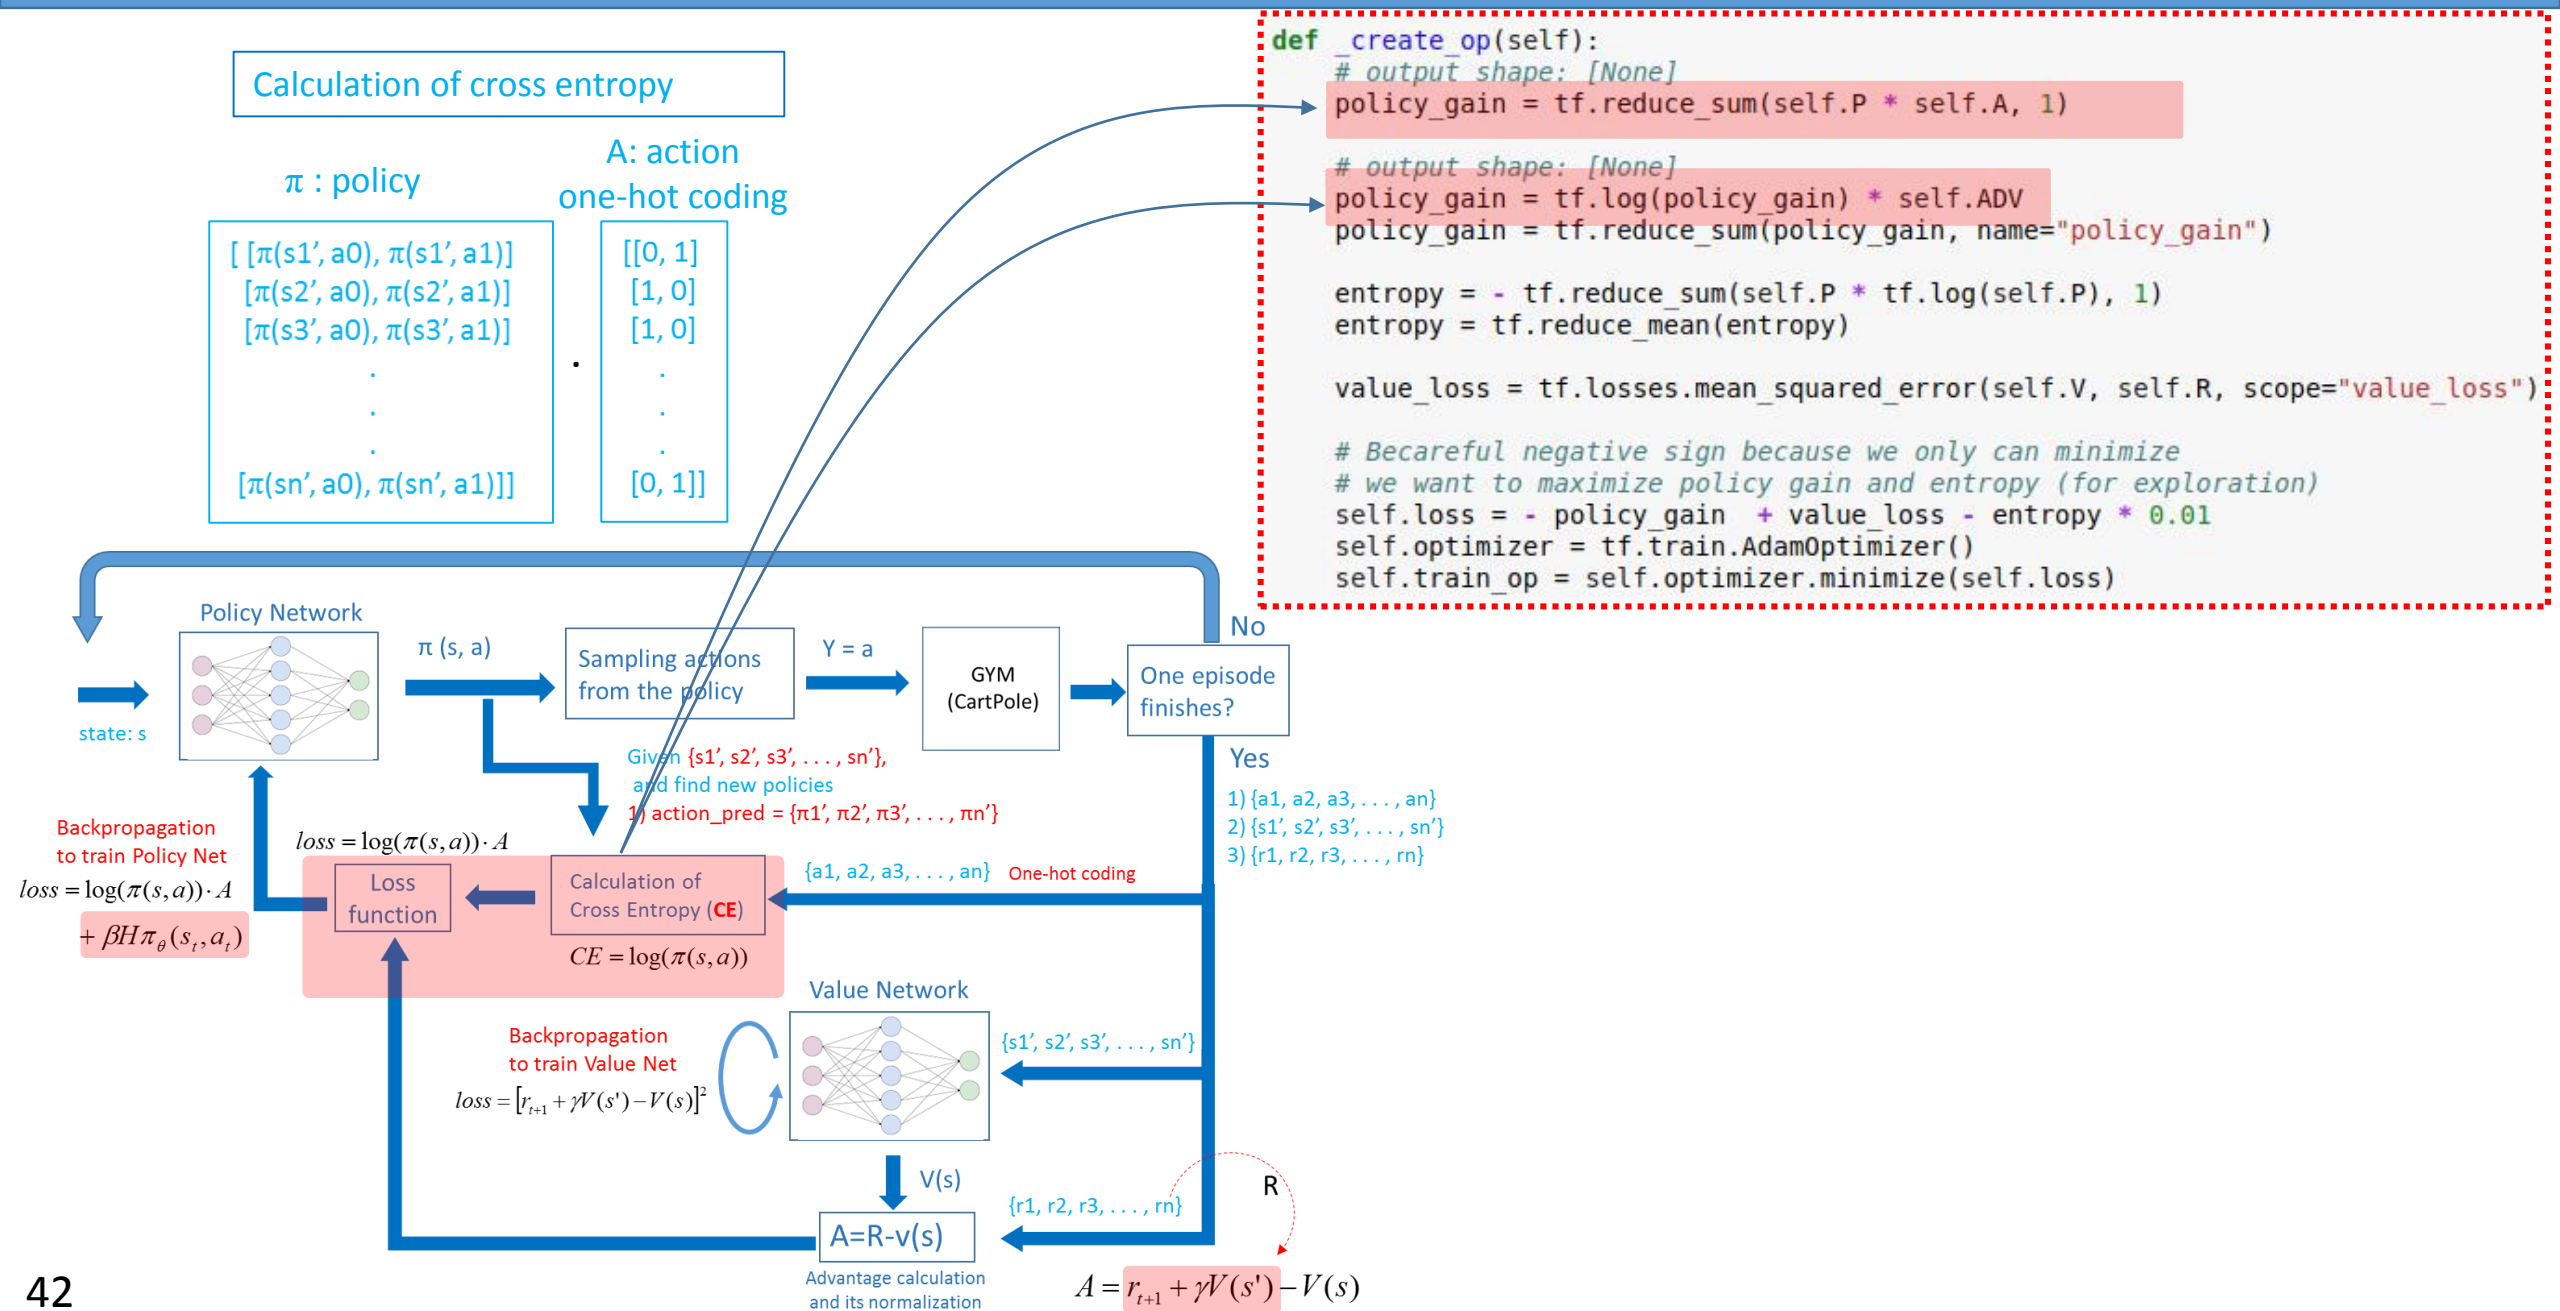 Calculation of cross entropy
π : policy
A: action
one-hot coding
[ [π(s1’, a0), π(s1’, a1)]
[π(s2’, a0), π(s2’, a1)]
[π(s3’, a0), π(s3’, a1)]
.
.
.
[π(sn’, a0), π(sn’, a1)]]
.
[[0, 1]
[1, 0]
[1, 0]
.
.
.
[0, 1]]
def _create_op(self):
# output shape: [None]
policy_gain = tf.reduce_sum(self.P * self.A, 1)
# output shape: [None]
policy_gain = tf.log(policy_gain) * self.ADV
policy_gain = tf.reduce_sum(policy_gain, name="policy_gain")
entropy = - tf.reduce_sum(self.P * tf.log(self.P), 1)
entropy = tf.reduce_mean(entropy)
value_loss = tf.losses.mean_squared_error(self.V, self.R, scope="value_loss")
# Becareful negative sign because we only can minimize
# we want to maximize policy gain and entropy (for exploration)
self.loss = - policy_gain + value_loss - entropy * 0.01
self.optimizer = tf.train.AdamOptimizer()
self.train_op = self.optimizer.minimize(self.loss)
Policy Network
state: s
π (s, a)
Sampling actions
from the policy
Y = a
GYM
(CartPole)
One episode
finishes?
No
Yes
1) {a1, a2, a3, . . . , an}
2) {s1’, s2’, s3’, . . . , sn’}
3) {r1, r2, r3, . . . , rn}
Given {s1’, s2’, s3’, . . . , sn’},
and find new policies
1) action_pred = {π1’, π2’, π3’, . . . , πn’}
Backpropagation
to train Policy Net
loss = log(π(s,a))· A
+ βHπ_θ(s_t, a_t)
loss = log(π(s,a))· A
Loss
function
Calculation of
Cross Entropy (CE)
CE = log(π(s,a))
{a1, a2, a3, . . . , an} One-hot coding
Value Network
{s1’, s2’, s3’, . . . , sn’}
Backpropagation
to train Value Net
loss = [r_{t+1} + γV(s') − V(s)]²
V(s)
{r1, r2, r3, . . . , rn}
R
A=R-v(s)
Advantage calculation
and its normalization
A = r_{t+1} + γV(s') − V(s)
42